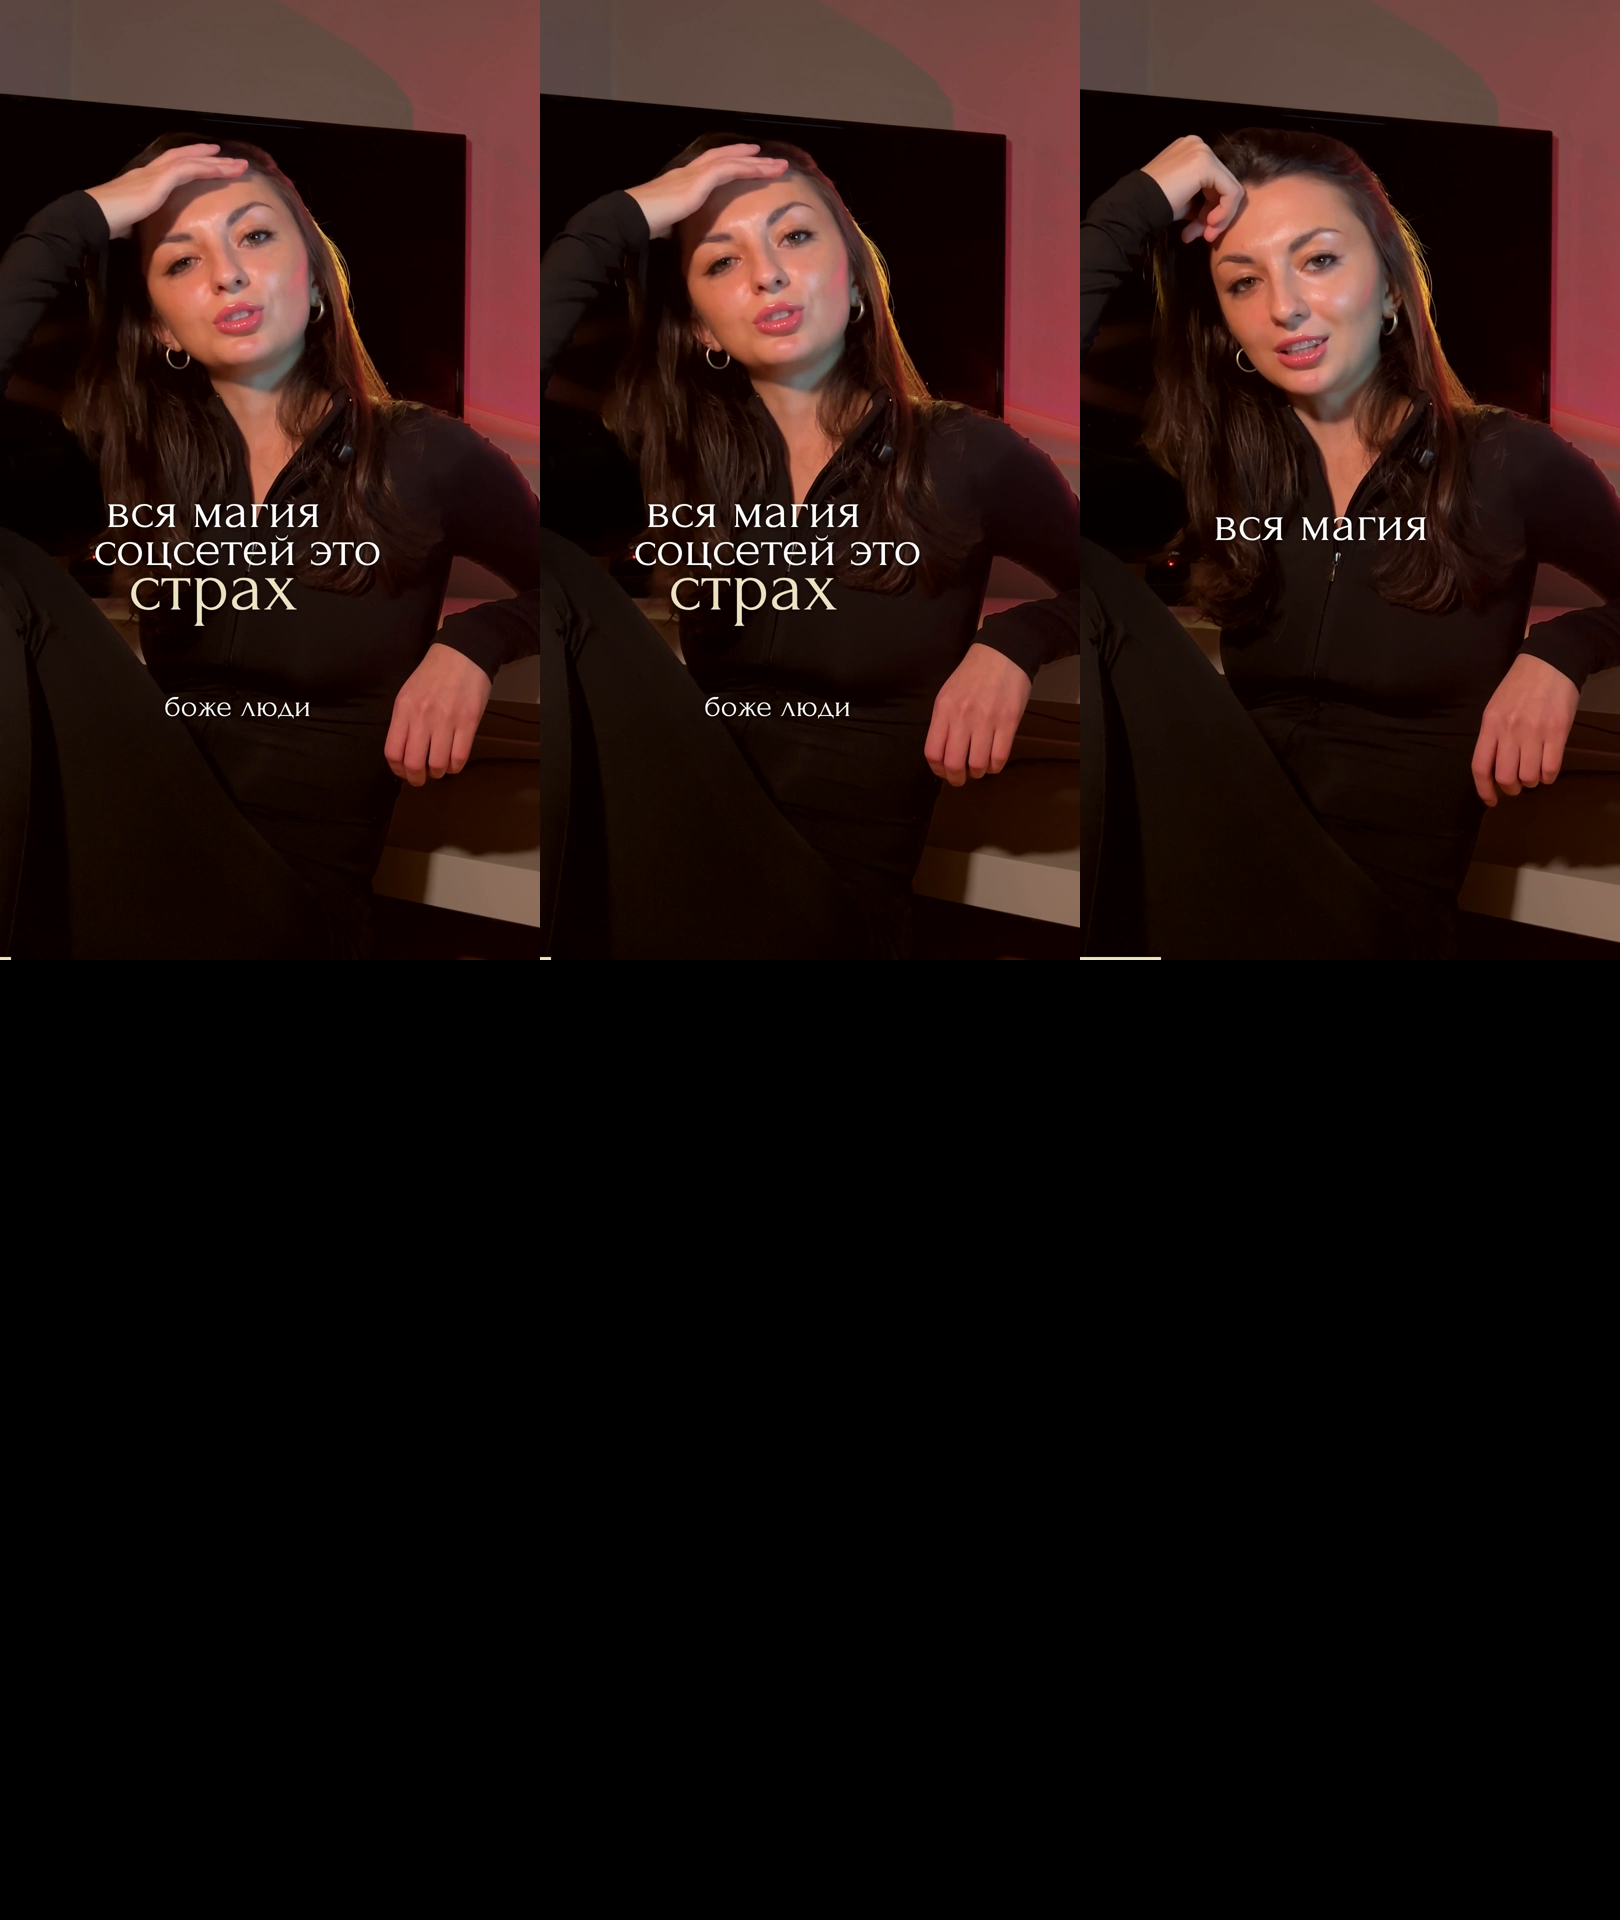 вся магия
соцсетей это
страх
боже люди
вся магия
соцсетей это
страх
боже люди
вся магия